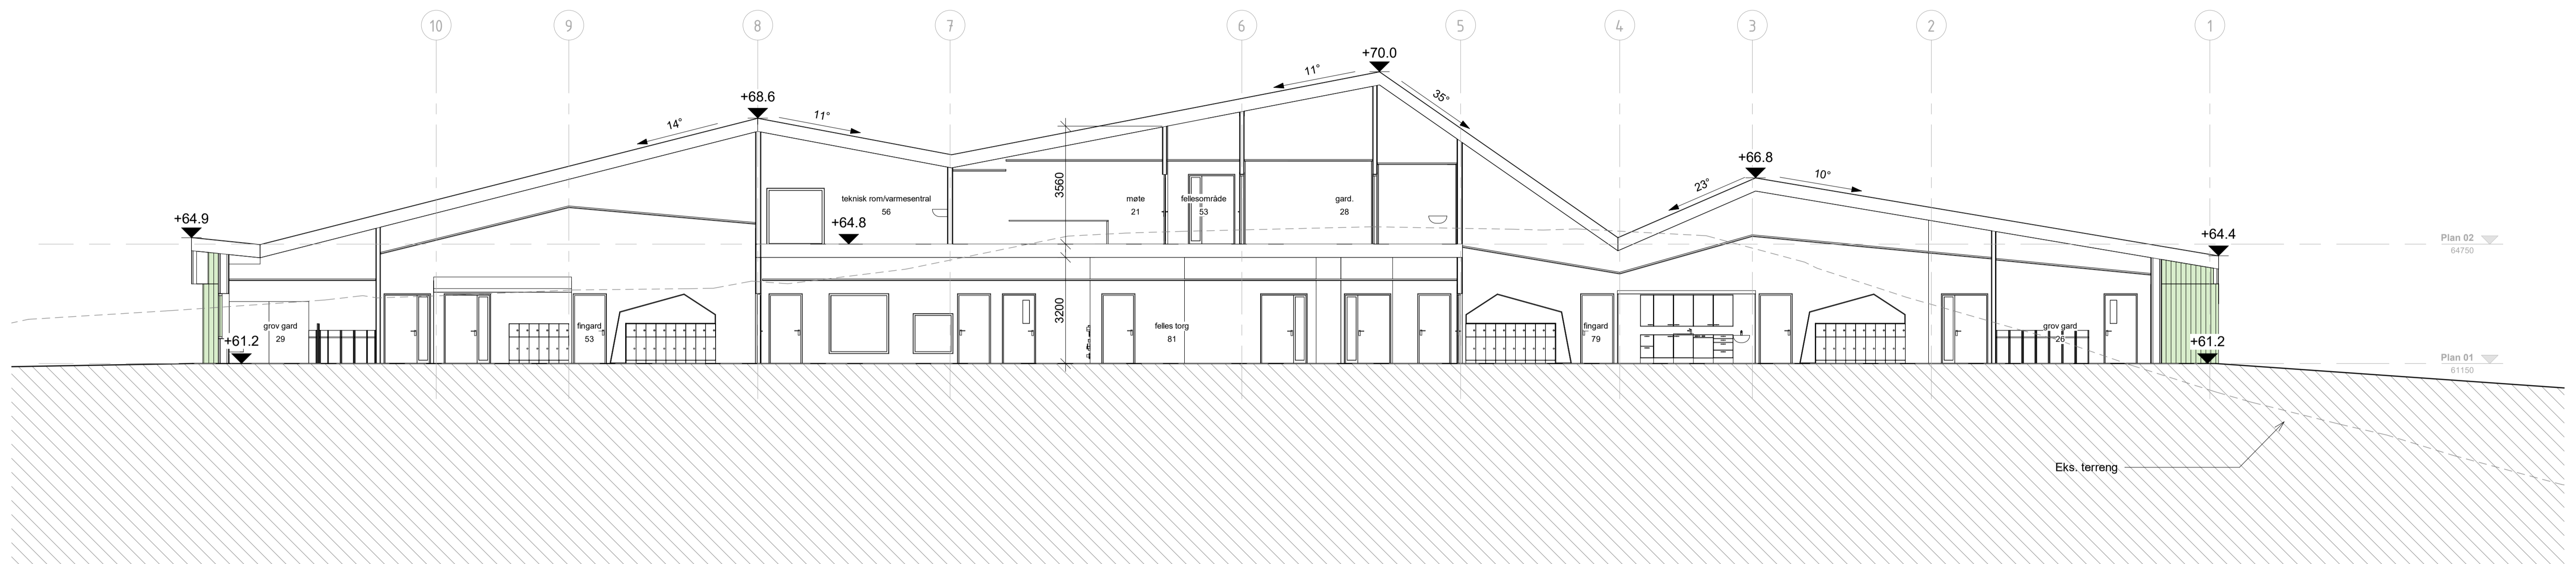 10 9 8 7 6 5 4 3 2 1
+70.0
11°
35°
+68.6
14°
11°
+66.8
23°
10°
+64.9
3560
teknisk rom/varmesentral
56
+64.8
møte
21
fellesområde
53
gard.
28
+64.4
Plan 02
64750
grov gard
29
+61.2
fingard
53
3200
felles torg
81
fingard
79
grov gard
26
+61.2
Plan 01
61150
Eks. terreng